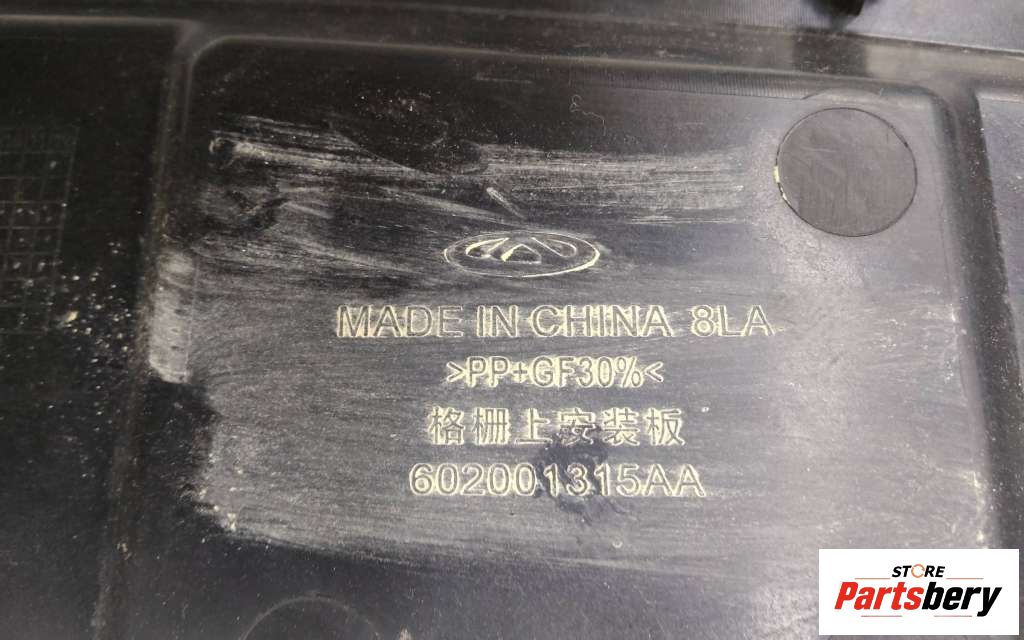 MADE IN CHINA 8LA
>PP+GF30%<
格栅上安装板
602001315AA
STORE
Partsbery